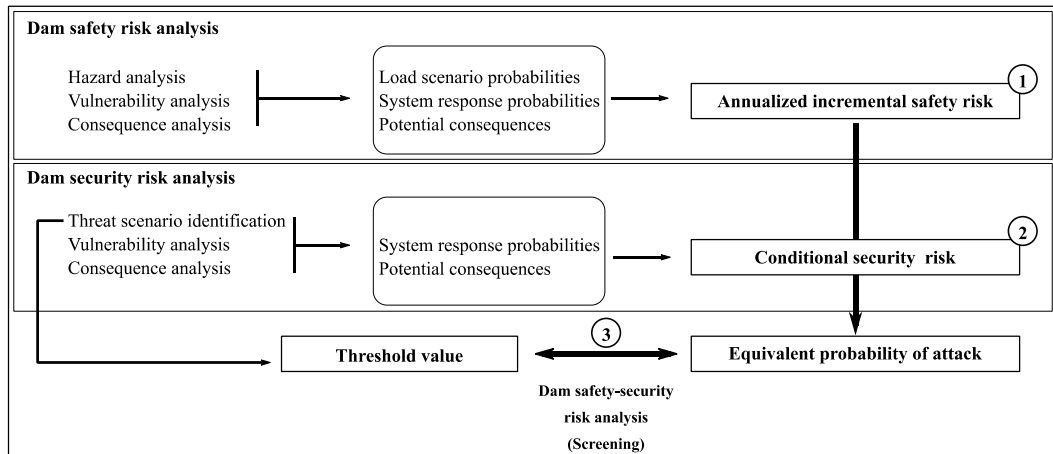 Dam safety risk analysis
Hazard analysis
Vulnerability analysis
Consequence analysis
Load scenario probabilities
System response probabilities
Potential consequences
1
Annualized incremental safety risk
Dam security risk analysis
Threat scenario identification
Vulnerability analysis
Consequence analysis
System response probabilities
Potential consequences
2
Conditional security risk
Threshold value
3
Equivalent probability of attack
Dam safety-security
risk analysis
(Screening)